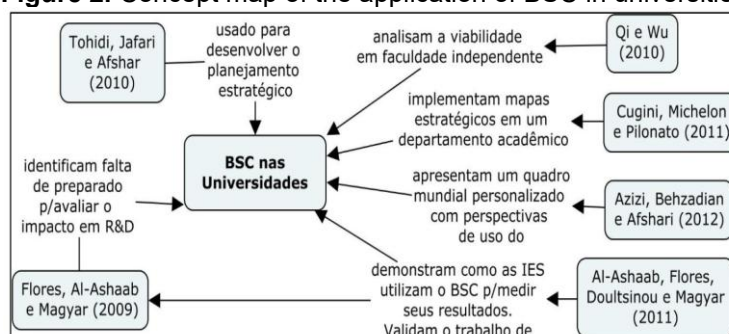 Figure 2. Concept map of the application of BSC in universitie
Tohidi, Jafari
e Afshar
(2010)
usado para
desenvolver o
planejamento
estratégico
analisam a viabilidade
em faculdade independente
Qi e Wu
(2010)
implementam mapas
estratégicos em um
departamento acadêmico
Cugini, Michelon
e Pilonato (2011)
BSC nas
Universidades
identificam falta
de preparado
p/avaliar o
impacto em R&D
apresentam um quadro
mundial personalizado
com perspectivas
de uso do
Azizi, Behzadian
e Afshari (2012)
Flores, Al-Ashaab
e Magyar (2009)
demonstram como as IES
utilizam o BSC p/medir
seus resultados.
Validam o trabalho de
Al-Ashaab, Flores,
Doultsinou e Magyar
(2011)